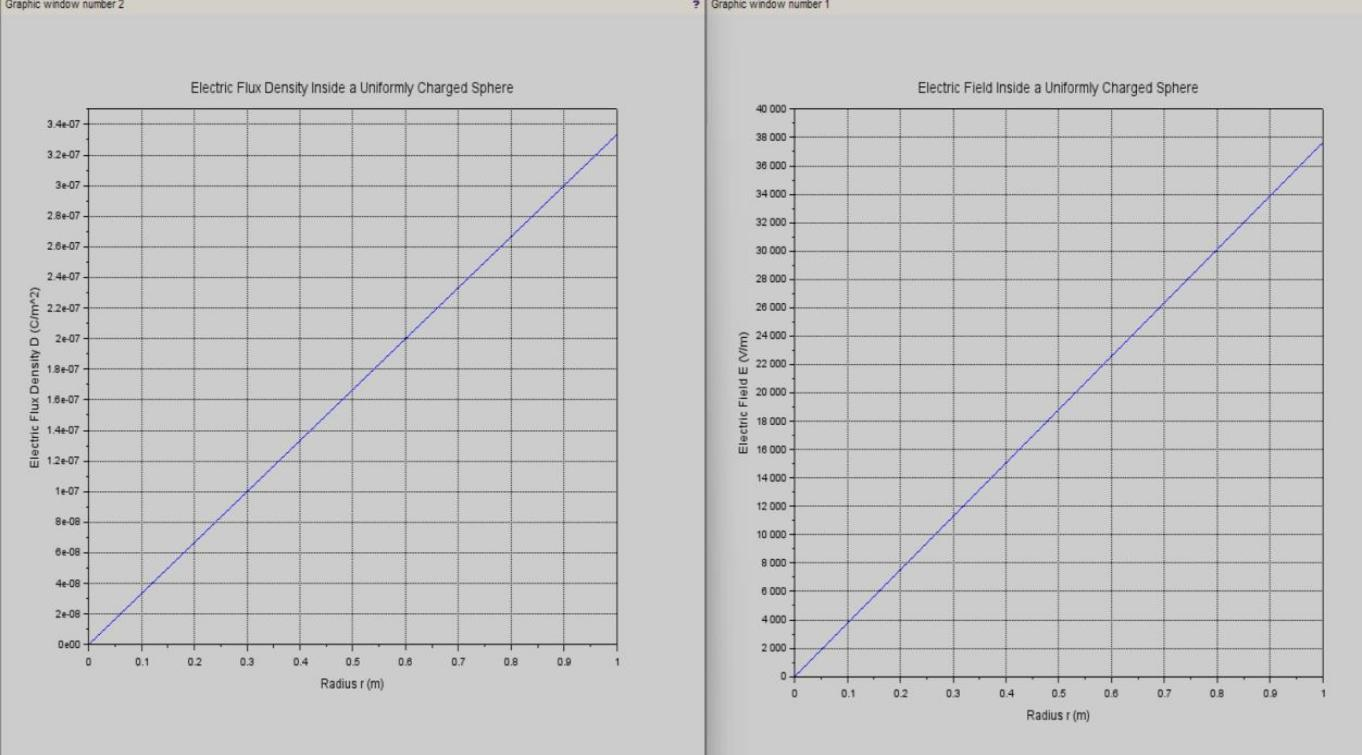 Graphic window number 2
?
Electric Flux Density Inside a Uniformly Charged Sphere
3.4e-07
3.2e-07
3e-07
2.8e-07
2.6e-07
2.4e-07
2.2e-07
2e-07
1.8e-07
1.6e-07
1.4e-07
1.2e-07
1e-07
8e-08
6e-08
4e-08
2e-08
0e00
Electric Flux Density D (C/m^2)
0 0.1 0.2 0.3 0.4 0.5 0.6 0.7 0.8 0.9 1
Radius r (m)
Graphic window number 1
Electric Field Inside a Uniformly Charged Sphere
40 000
38 000
36 000
34 000
32 000
30 000
28 000
26 000
24 000
22 000
20 000
18 000
16 000
14 000
12 000
10 000
8 000
6 000
4 000
2 000
0
Electric Field E (V/m)
0 0.1 0.2 0.3 0.4 0.5 0.6 0.7 0.8 0.9 1
Radius r (m)